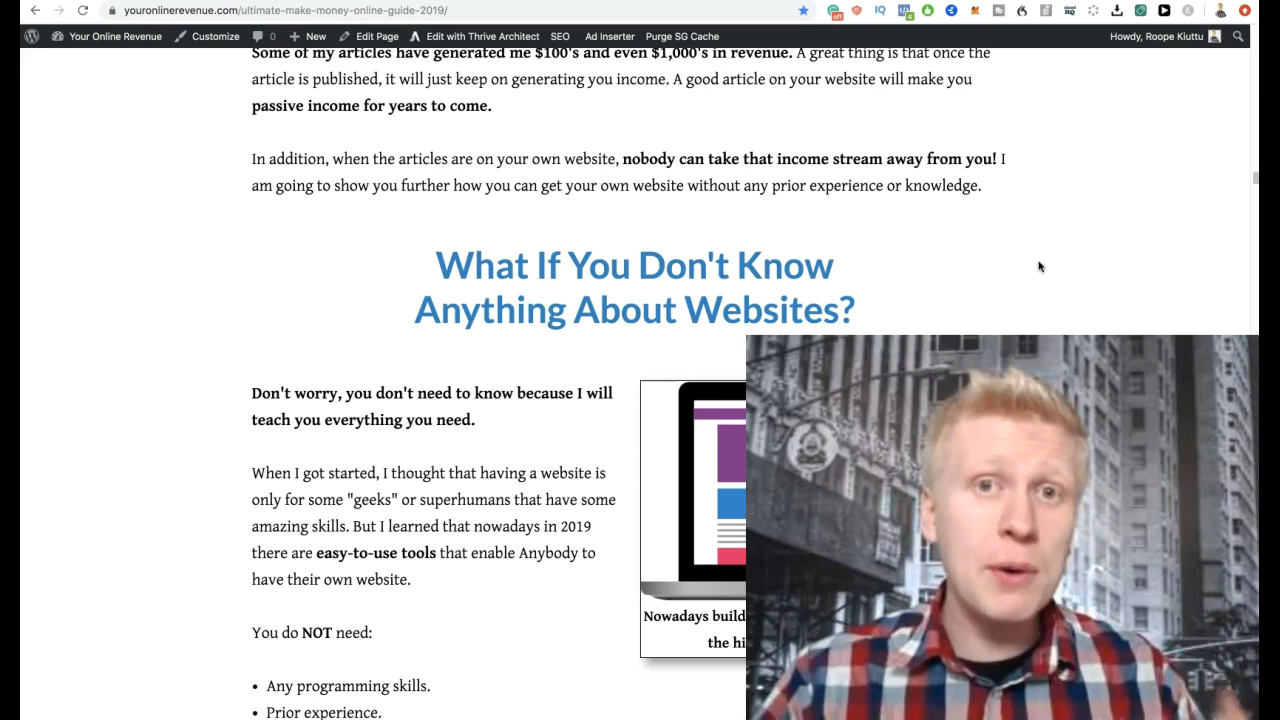 youronlinerevenue.com/ultimate-make-money-online-guide-2019/
Your Online Revenue Customize 0 New Edit Page Edit with Thrive Architect SEO Ad Inserter Purge SG Cache Howdy, Roope Kiuttu
Some of my articles have generated me $100's and even $1,000's in revenue. A great thing is that once the
article is published, it will just keep on generating you income. A good article on your website will make you
passive income for years to come.
In addition, when the articles are on your own website, nobody can take that income stream away from you! I
am going to show you further how you can get your own website without any prior experience or knowledge.
What If You Don't Know
Anything About Websites?
Don't worry, you don't need to know because I will
teach you everything you need.
When I got started, I thought that having a website is
only for some "geeks" or superhumans that have some
amazing skills. But I learned that nowadays in 2019
there are easy-to-use tools that enable Anybody to
have their own website.
You do NOT need:
• Any programming skills.
• Prior experience.
Nowadays build
the hi